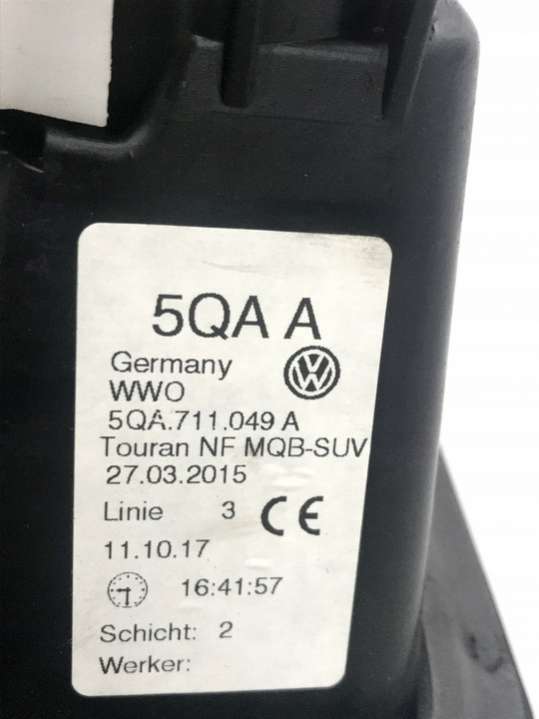 5QA A
Germany
WWO
5QA.711.049 A
Touran NF MQB-SUV
27.03.2015
Linie 3 CE
11.10.17
16:41:57
Schicht: 2
Werker: